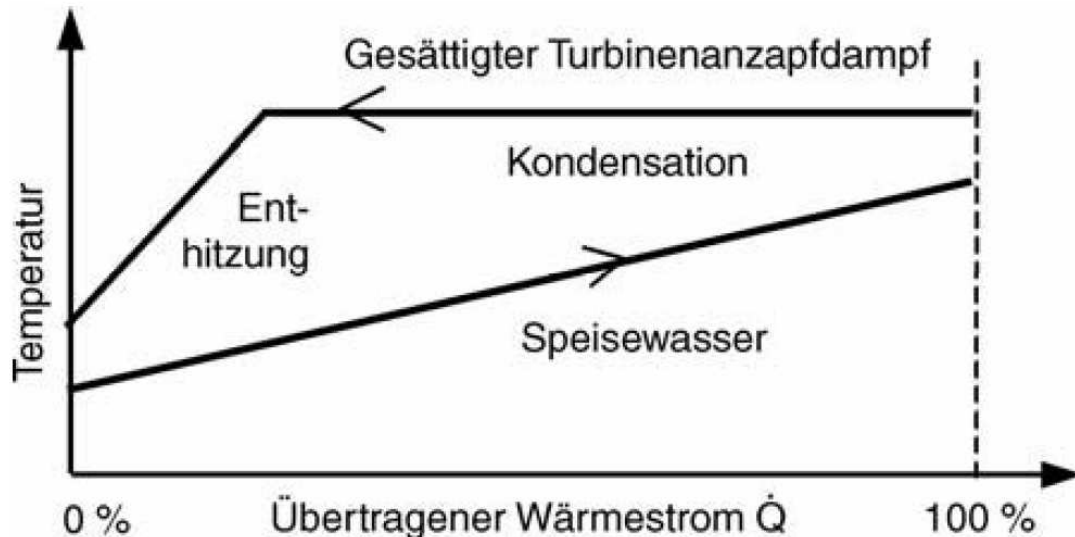 Gesättigter Turbinenanzapfdampf
Kondensation
Ent-
hitzung
Temperatur
Speisewasser
0 %
Übertragener Wärmestrom Q̇
100 %